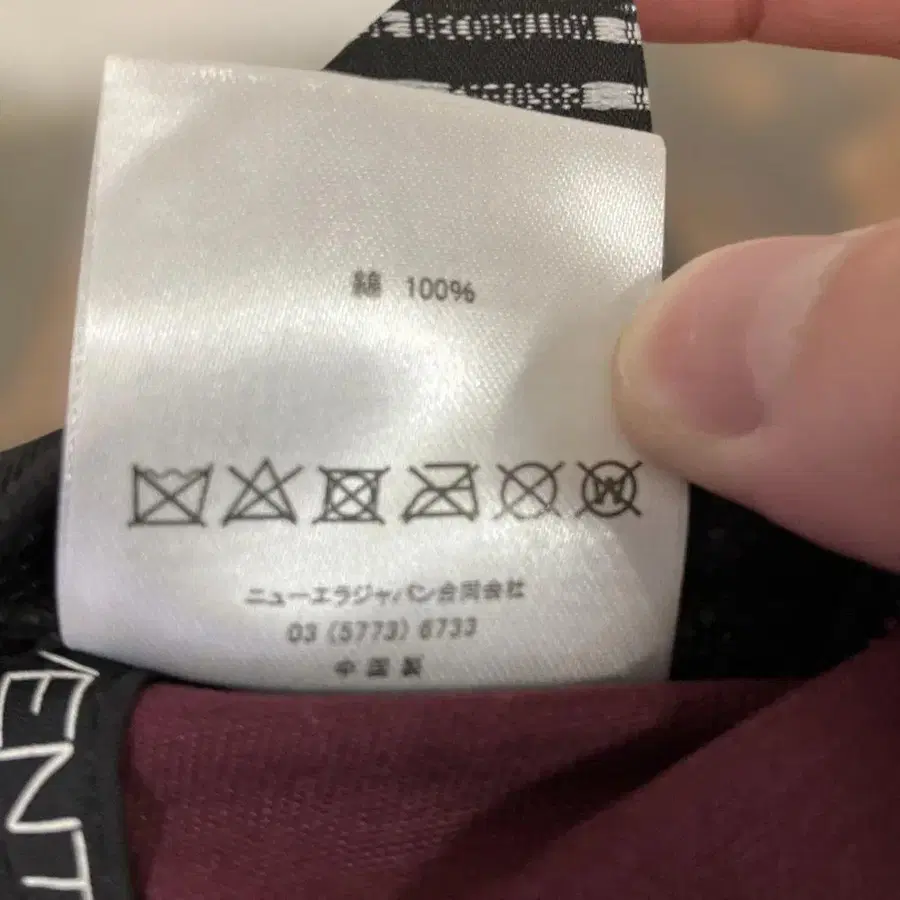 綿 100%
W
ニューエラジャパン合同会社
03 (5773) 6733
中国製
ENT